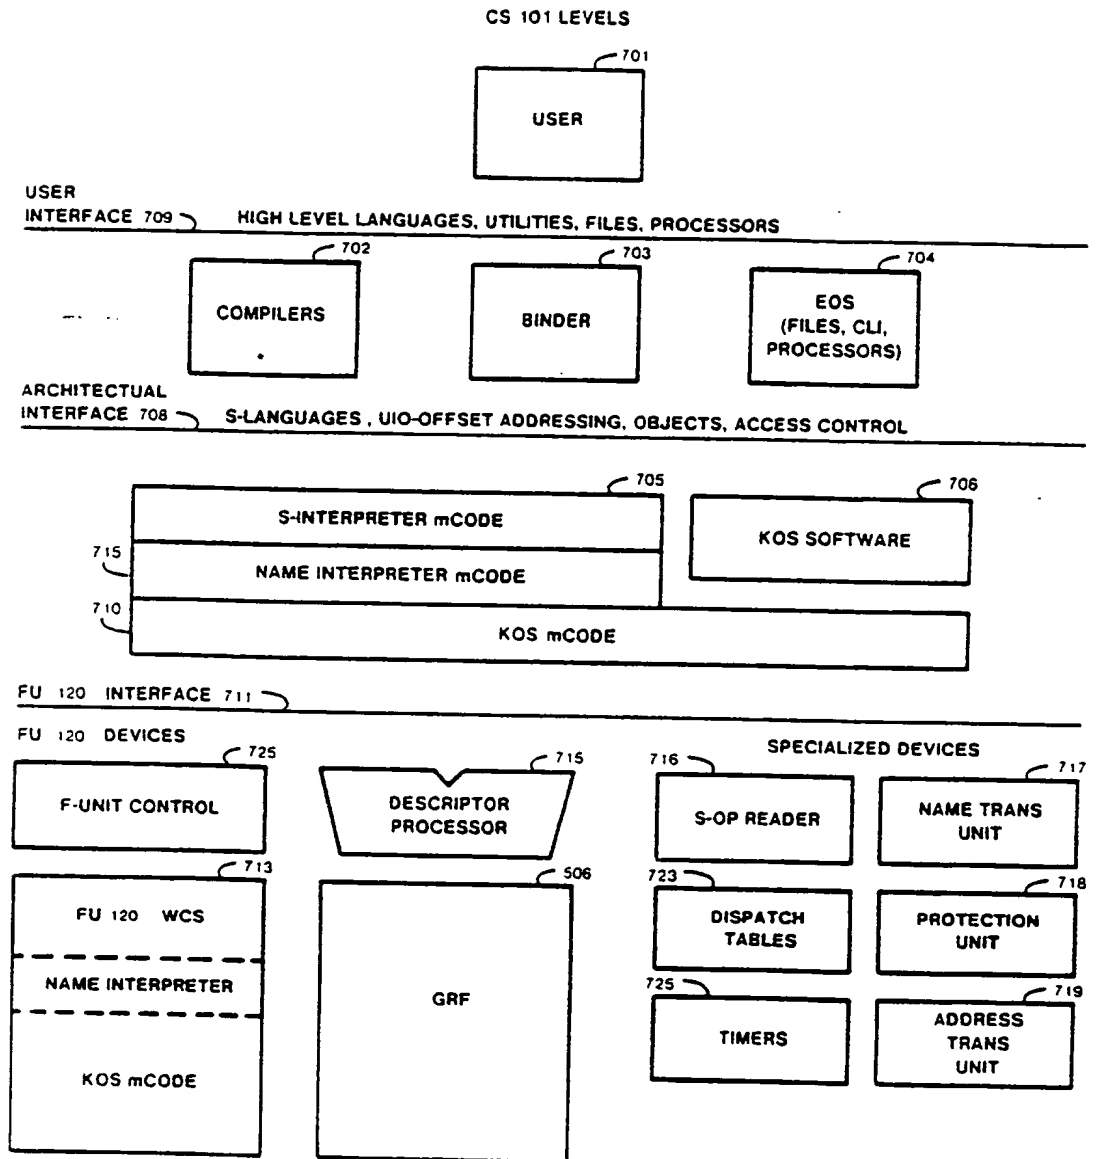 CS 101 LEVELS
701
USER
USER
INTERFACE 709 HIGH LEVEL LANGUAGES, UTILITIES, FILES, PROCESSORS
702
COMPILERS
703
BINDER
704
EOS
(FILES, CLI,
PROCESSORS)
ARCHITECTUAL
INTERFACE 708 S-LANGUAGES , UIO-OFFSET ADDRESSING, OBJECTS, ACCESS CONTROL
705
S-INTERPRETER mCODE
706
KOS SOFTWARE
715
NAME INTERPRETER mCODE
710
KOS mCODE
FU 120 INTERFACE 711
FU 120 DEVICES
SPECIALIZED DEVICES
725
F-UNIT CONTROL
715
DESCRIPTOR
PROCESSOR
716
S-OP READER
717
NAME TRANS
UNIT
713
FU 120 WCS
NAME INTERPRETER
KOS mCODE
506
GRF
723
DISPATCH
TABLES
718
PROTECTION
UNIT
725
TIMERS
719
ADDRESS
TRANS
UNIT